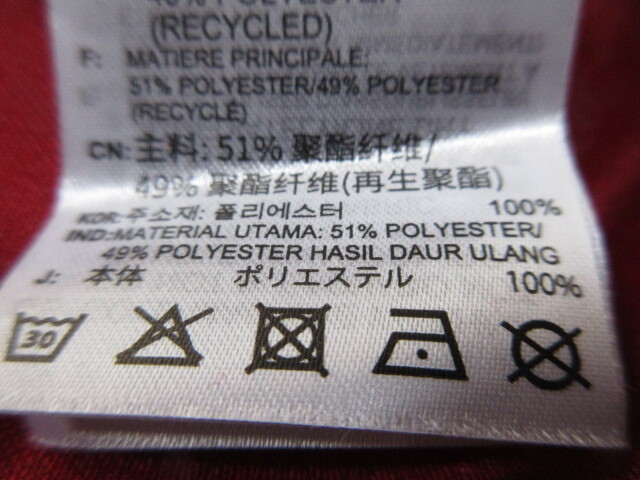 (RECYCLED)
F: MATIERE PRINCIPALE:
51% POLYESTER/49% POLYESTER
(RECYCLÉ)
CN: 主料: 51% 聚酯纤维/
49% 聚酯纤维(再生聚酯)
KOR: 주소재: 폴리에스터 100%
IND: MATERIAL UTAMA: 51% POLYESTER/
49% POLYESTER HASIL DAUR ULANG
J: 本体 ポリエステル 100%
30